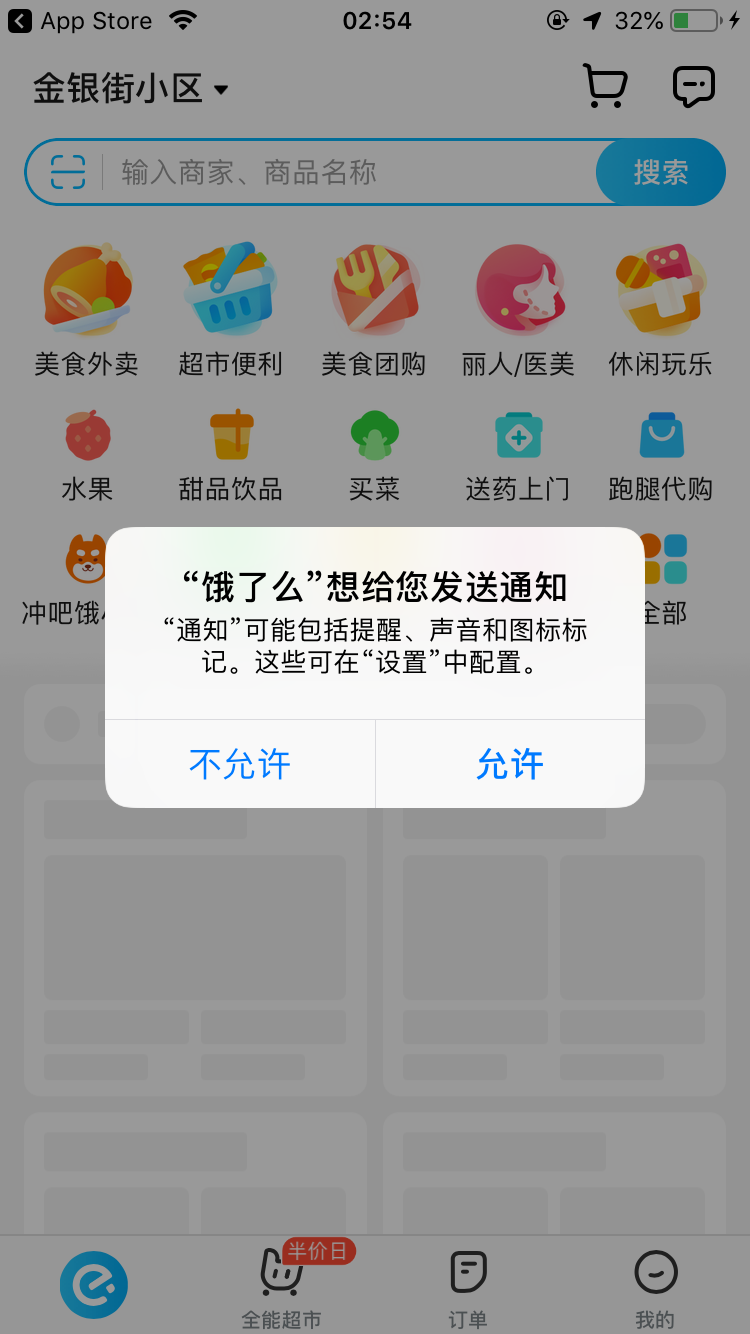 App Store
02:54
32%
金银街小区
输入商家、商品名称
搜索
美食外卖
超市便利
美食团购
丽人/医美
休闲玩乐
水果
甜品饮品
买菜
送药上门
跑腿代购
冲吧饿
全部
“饿了么”想给您发送通知
“通知”可能包括提醒、声音和图标标
记。这些可在“设置”中配置。
不允许
允许
半价日
全能超市
订单
我的